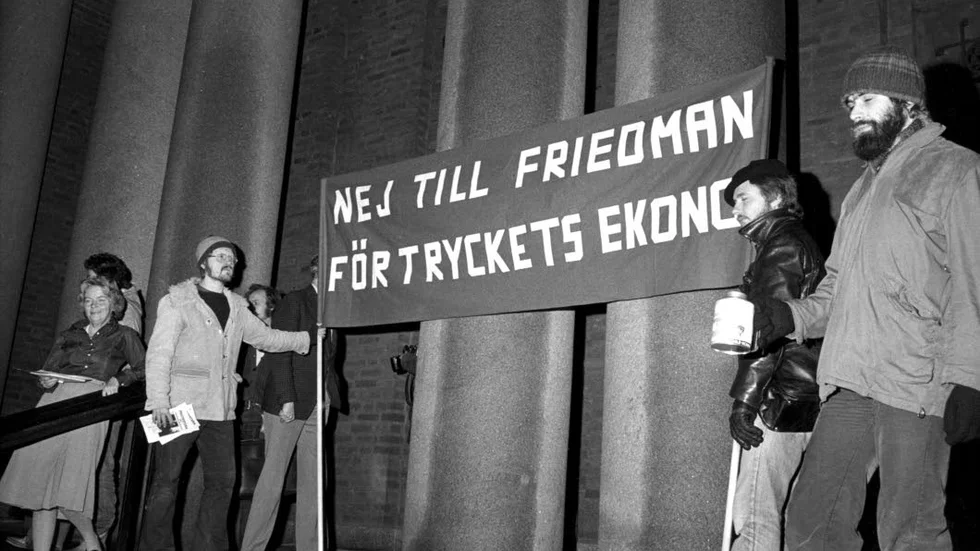 NEJ TILL FRIEDMAN
FÖRTRYCKETS EKONO